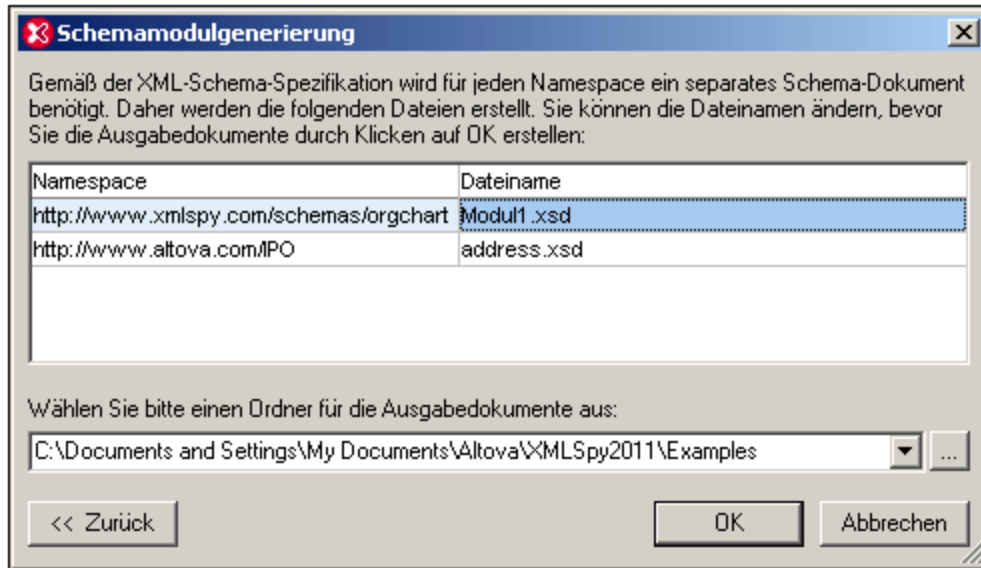 Schemamodulgenerierung
Gemäß der XML-Schema-Spezifikation wird für jeden Namespace ein separates Schema-Dokument
benötigt. Daher werden die folgenden Dateien erstellt. Sie können die Dateinamen ändern, bevor
Sie die Ausgabedokumente durch Klicken auf OK erstellen:
Namespace Dateiname
http://www.xmlspy.com/schemas/orgchart Modul1.xsd
http://www.altova.com/IPO address.xsd
Wählen Sie bitte einen Ordner für die Ausgabedokumente aus:
C:\Documents and Settings\My Documents\Altova\XMLSpy2011\Examples ...
<< Zurück OK Abbrechen